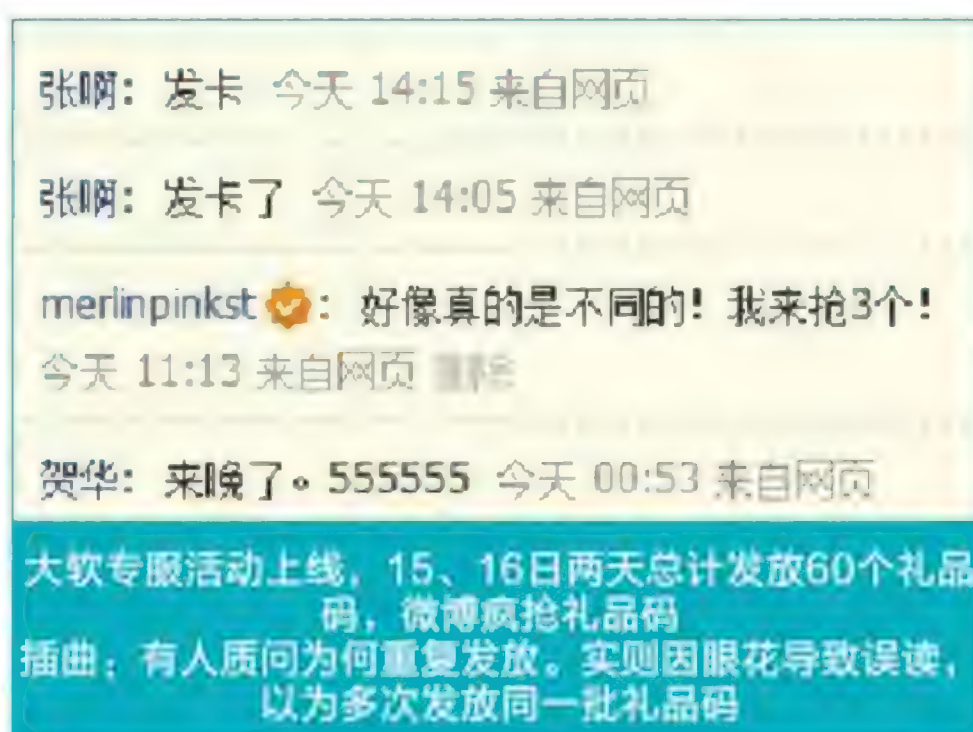 张啊：发卡 今天 14:15 来自网页
张啊：发卡了 今天 14:05 来自网页
merlinpinkst：好像真的是不同的！我来抢3个！
今天 11:13 来自网页 删除
贺华：来晚了。555555 今天 00:53 来自网页
大软专服活动上线，15、16日两天总计发放60个礼品
码，微博疯抢礼品码
插曲：有人质问为何重复发放。实则因眼花导致误读，
以为多次发放同一批礼品码